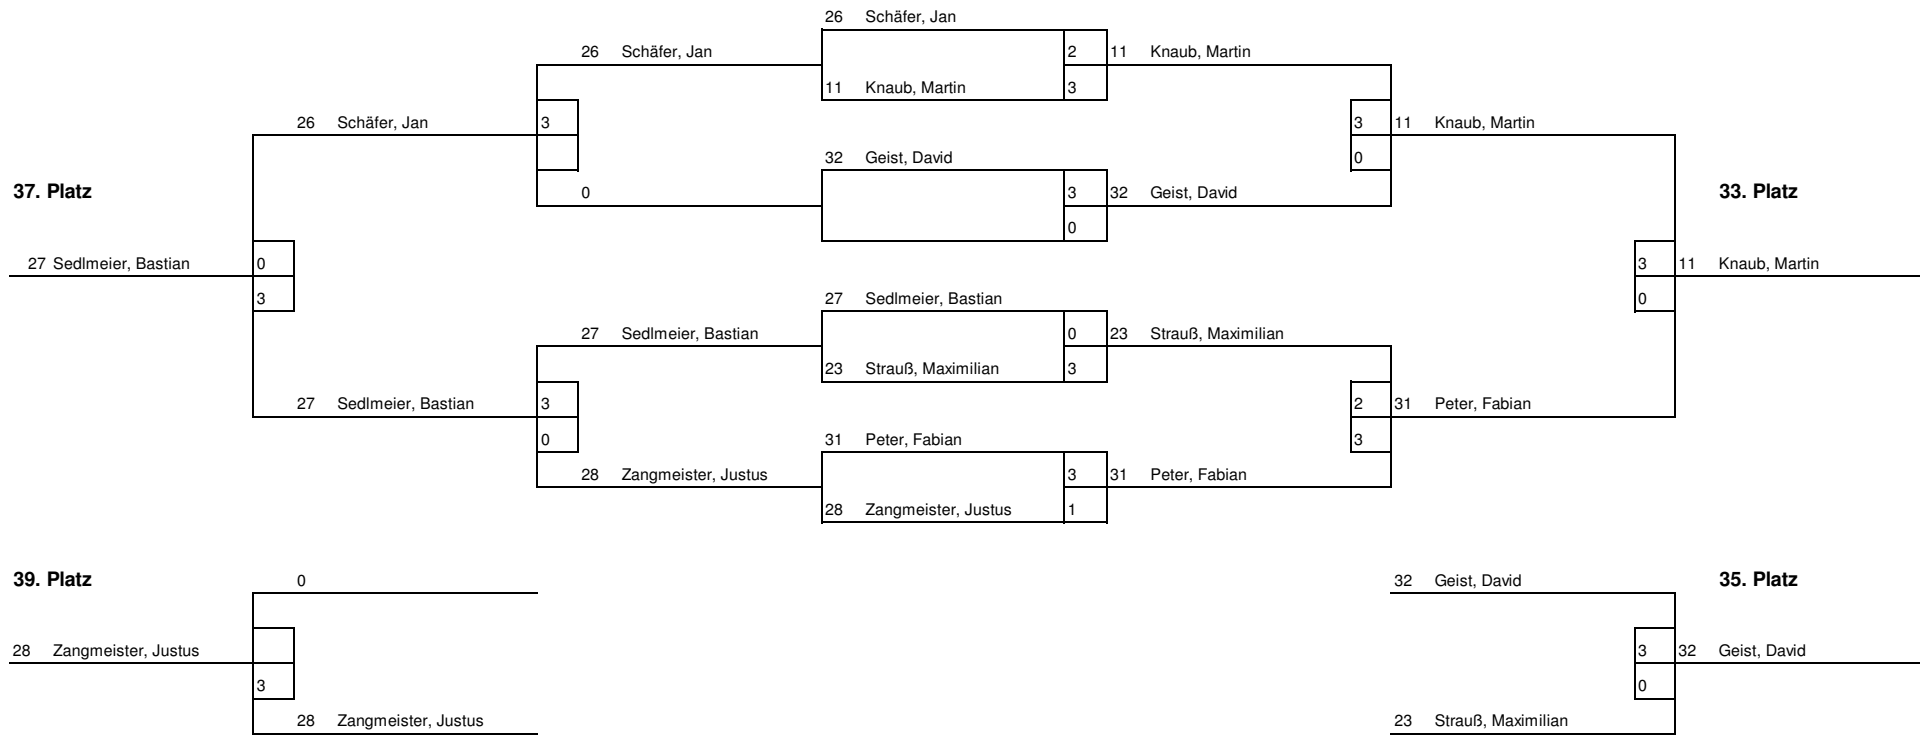 26 Schäfer, Jan
26 Schäfer, Jan 2 11 Knaub, Martin
11 Knaub, Martin 3
26 Schäfer, Jan 3 3 11 Knaub, Martin
32 Geist, David 0
37. Platz 0 3 32 Geist, David 33. Platz
0
27 Sedlmeier, Bastian 0 3 11 Knaub, Martin
3 27 Sedlmeier, Bastian 0
27 Sedlmeier, Bastian 0 23 Strauß, Maximilian
23 Strauß, Maximilian 3
27 Sedlmeier, Bastian 3 2 31 Peter, Fabian
0 31 Peter, Fabian 3
28 Zangmeister, Justus 3 31 Peter, Fabian
28 Zangmeister, Justus 1
39. Platz 0 32 Geist, David 35. Platz
28 Zangmeister, Justus 3 32 Geist, David
3 0
28 Zangmeister, Justus 23 Strauß, Maximilian